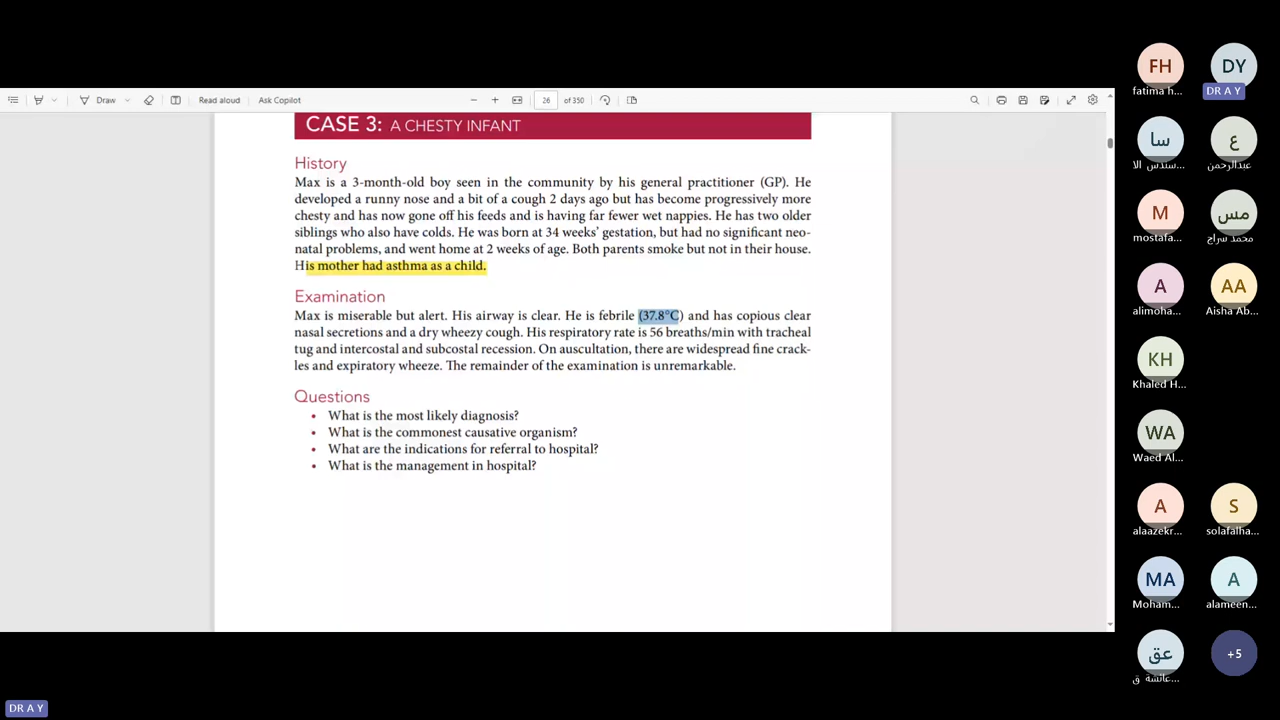 Draw
Read aloud
Ask Copilot
26
of 350
CASE 3: A CHESTY INFANT
History
Max is a 3-month-old boy seen in the community by his general practitioner (GP). He
developed a runny nose and a bit of a cough 2 days ago but has become progressively more
chesty and has now gone off his feeds and is having far fewer wet nappies. He has two older
siblings who also have colds. He was born at 34 weeks' gestation, but had no significant neo-
natal problems, and went home at 2 weeks of age. Both parents smoke but not in their house.
His mother had asthma as a child.
Examination
Max is miserable but alert. His airway is clear. He is febrile (37.8°C) and has copious clear
nasal secretions and a dry wheezy cough. His respiratory rate is 56 breaths/min with tracheal
tug and intercostal and subcostal recession. On auscultation, there are widespread fine crack-
les and expiratory wheeze. The remainder of the examination is unremarkable.
Questions
• What is the most likely diagnosis?
• What is the commonest causative organism?
• What are the indications for referral to hospital?
• What is the management in hospital?
FH
DY
fatima h...
DR A Y
سا
ع
سندس الا...
عبدالرحمن
M
مس
mostafa...
محمد سراج
A
AA
alimoha...
Aisha Ab...
KH
Khaled H...
WA
Waed Al...
A
S
alaazekr...
solafalha...
MA
A
Moham...
alameen...
عق
+5
عائشة ق...
DR A Y